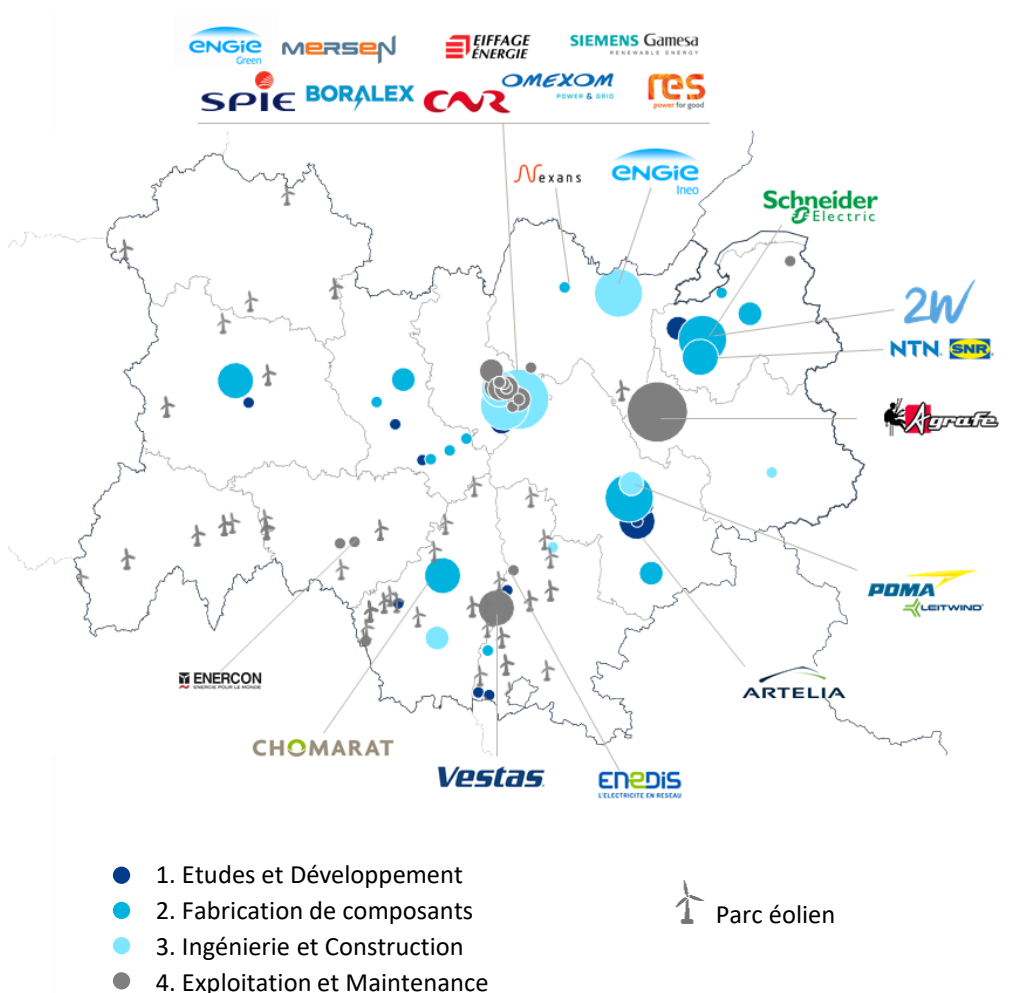 ENGIE
Green
MERSEN
EIFFAGE
ÉNERGIE
SIEMENS Gamesa
RENEWABLE ENERGY
SPIE
BORALEX
CNR
OMEXOM
POWER & GRID
res
power for good
Nexans
ENGIE
Ineo
Schneider
Electric
2W
NTN SNR
Agrafe
POMA
LEITWIND
ENERCON
ENERGIE POUR LE MONDE
ARTELIA
CHOMARAT
Vestas
ENEDIS
L'ELECTRICITE EN RESEAU
1. Etudes et Développement
2. Fabrication de composants
3. Ingénierie et Construction
4. Exploitation et Maintenance
Parc éolien